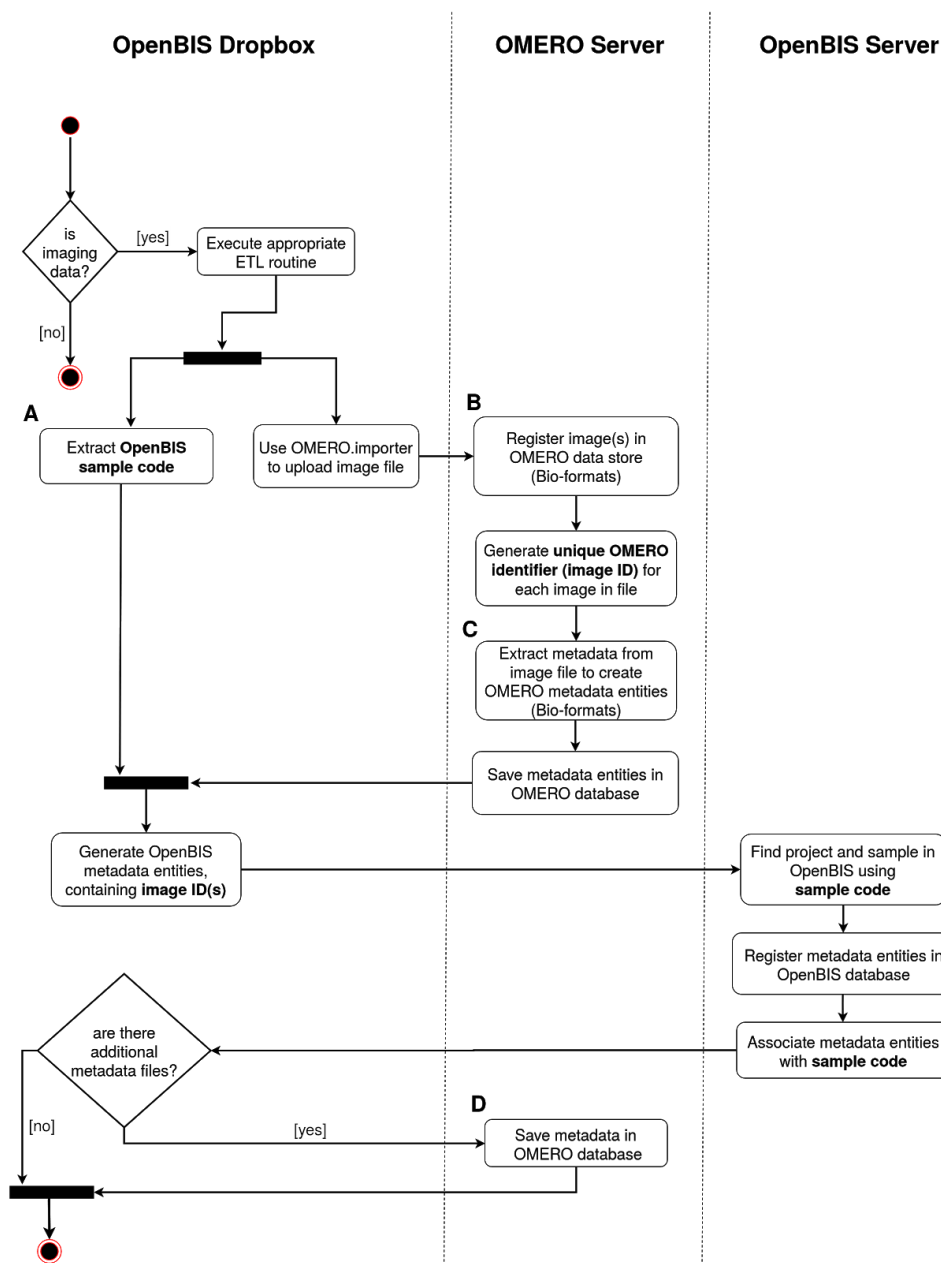 OpenBIS Dropbox
OMERO Server
OpenBIS Server
is
imaging
data?
[yes]
Execute appropriate
ETL routine
[no]
A
Extract OpenBIS
sample code
Use OMERO.importer
to upload image file
B
Register image(s) in
OMERO data store
(Bio-formats)
Generate unique OMERO
identifier (image ID) for
each image in file
C
Extract metadata from
image file to create
OMERO metadata entities
(Bio-formats)
Save metadata entities in
OMERO database
Generate OpenBIS
metadata entities,
containing image ID(s)
Find project and sample in
OpenBIS using
sample code
Register metadata entities in
OpenBIS database
Associate metadata entities
with sample code
are there
additional
metadata files?
[no]
[yes]
D
Save metadata in
OMERO database